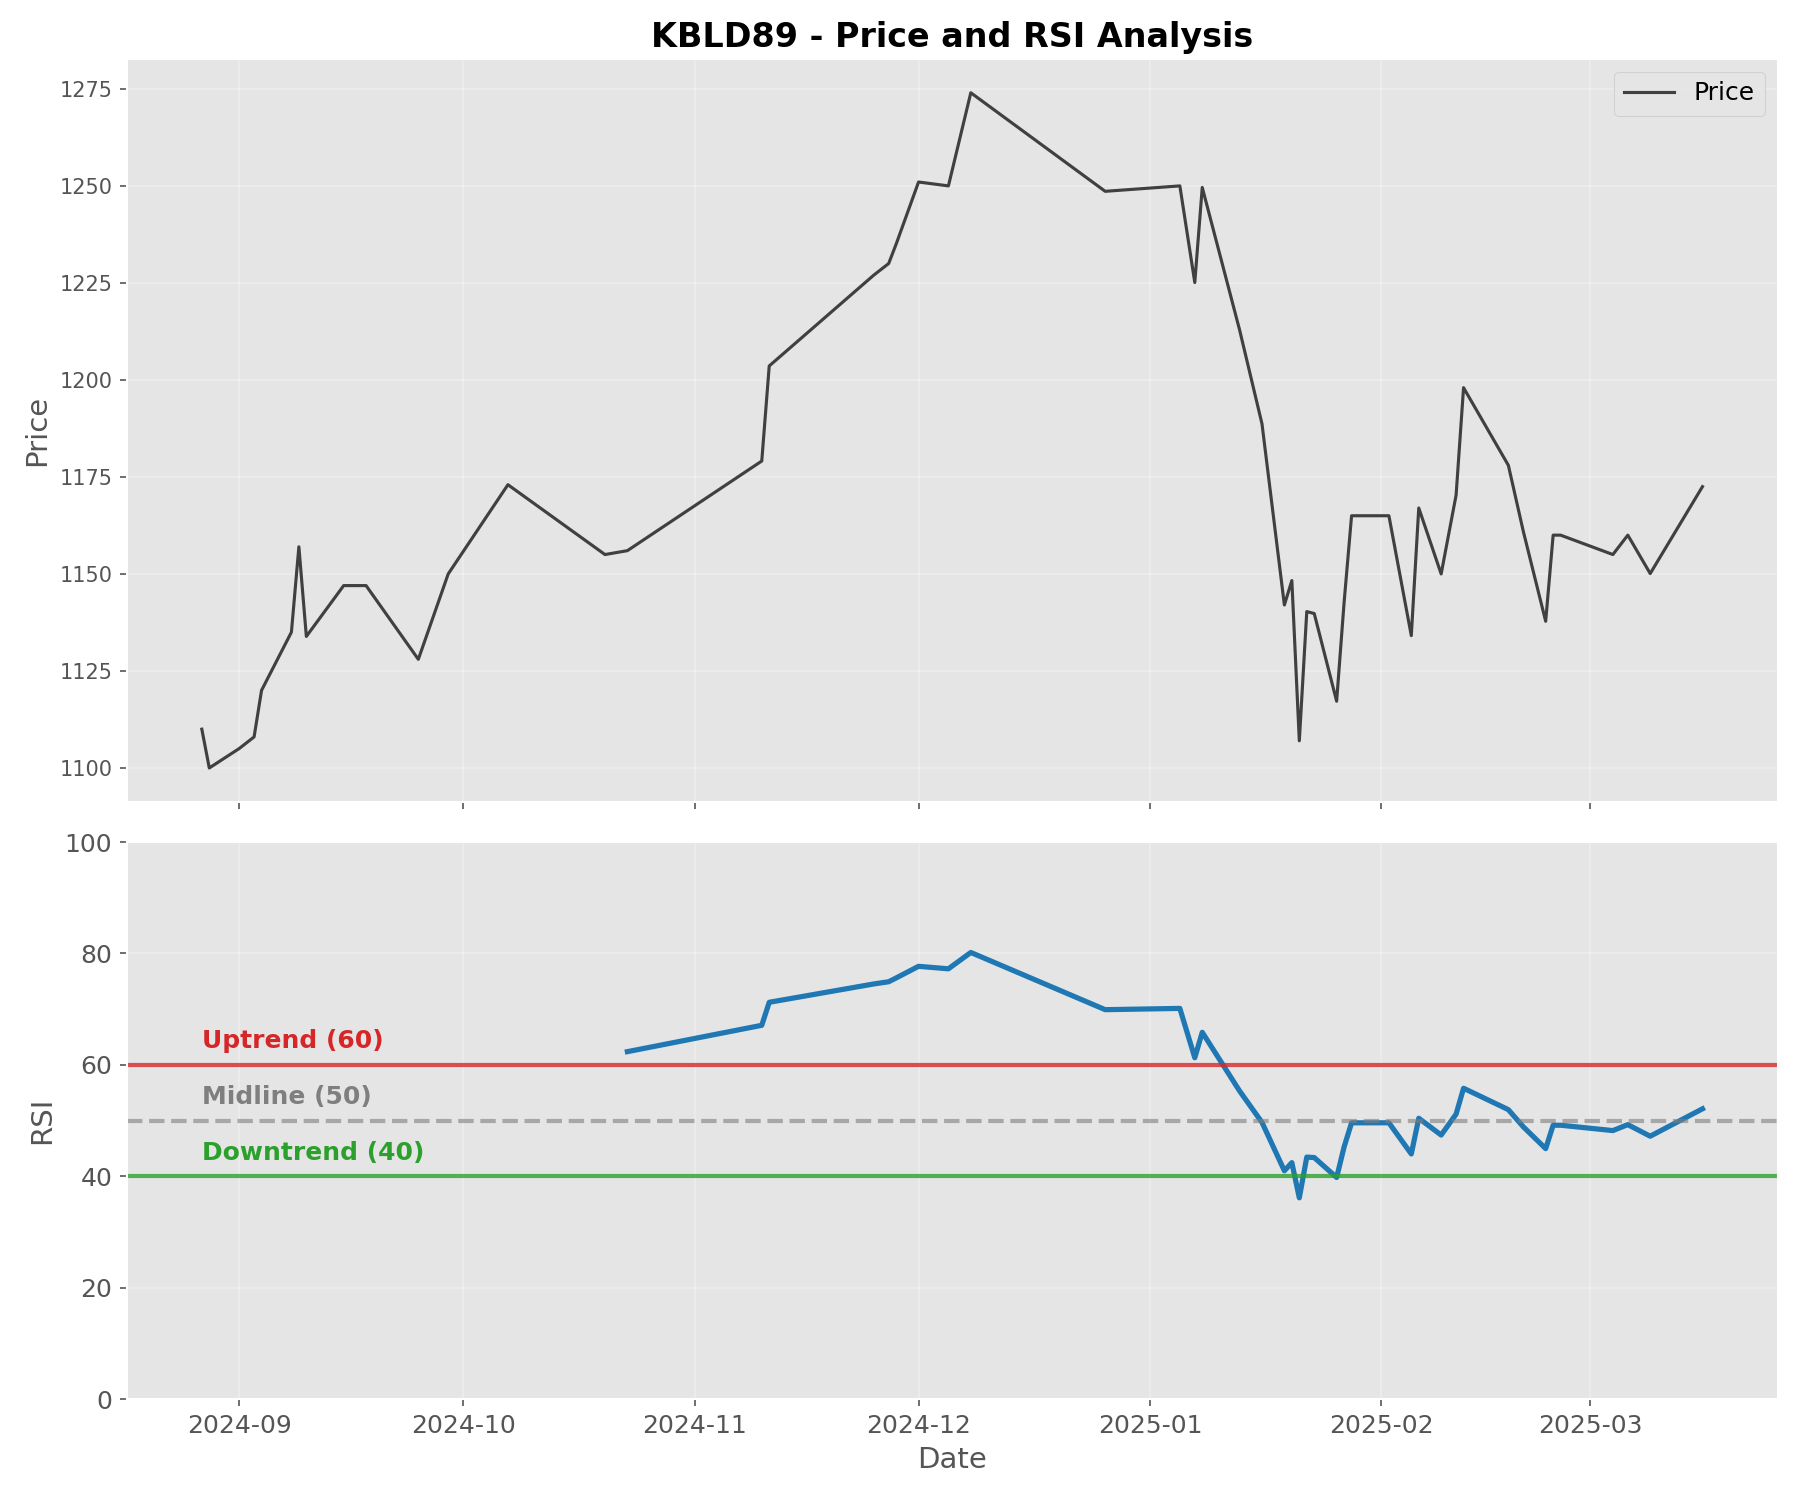 KBLD89 - Price and RSI Analysis
Price
1275
1250
1225
1200
1175
1150
1125
1100
Price
100
80
60
40
20
0
RSI
Uptrend (60)
Midline (50)
Downtrend (40)
2024-09 2024-10 2024-11 2024-12 2025-01 2025-02 2025-03
Date